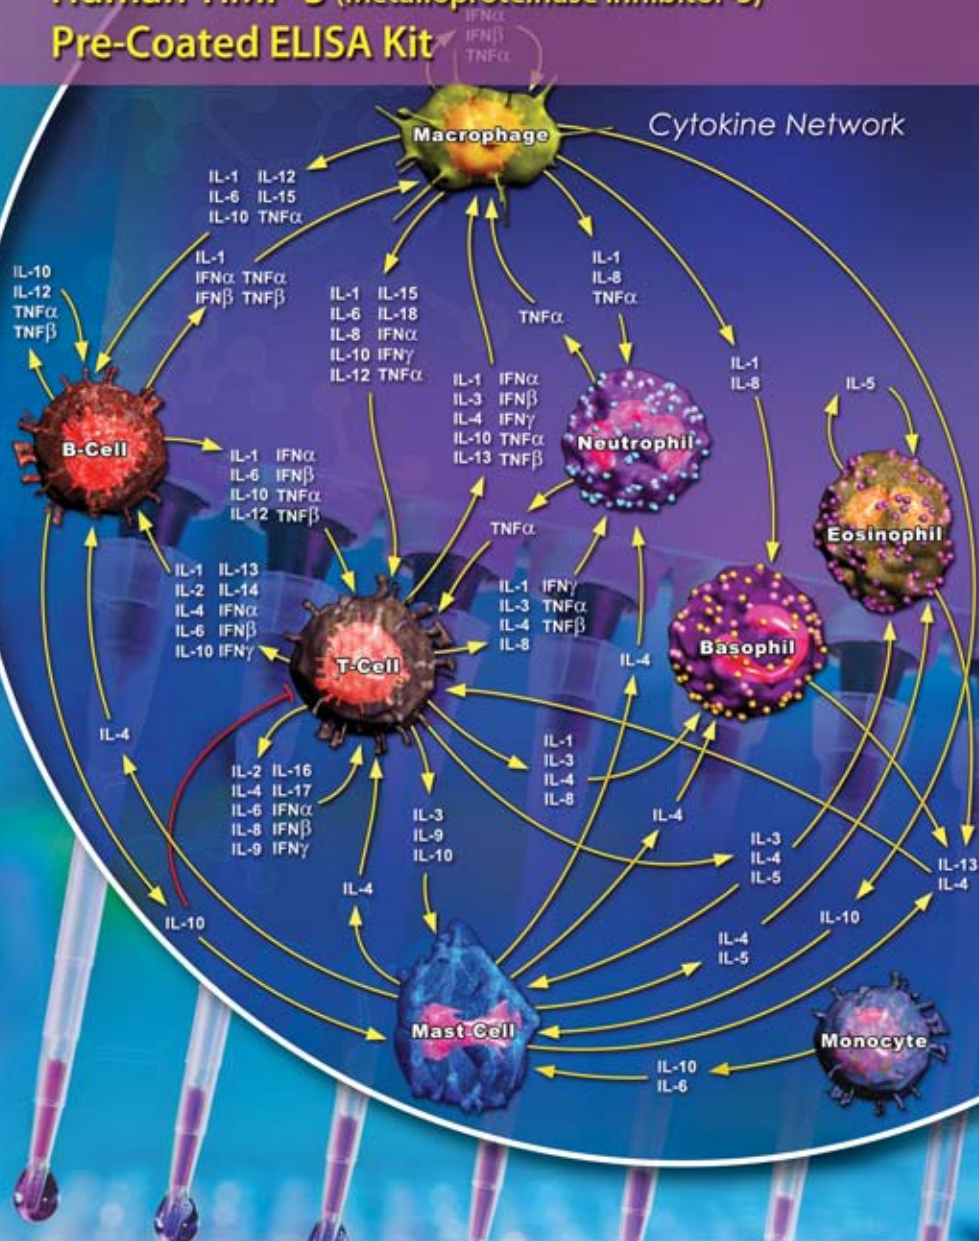 Human TIMP-3 (Metalloproteinase inhibitor 3)
Pre-Coated ELISA Kit
IFNα
IFNβ
TNFα
Macrophage
Cytokine Network
IL-1 IL-12
IL-6 IL-15
IL-10 TNFα
IL-1
IFNα TNFα
IFNβ TNFβ
IL-10
IL-12
TNFα
TNFβ
IL-1 IL-15
IL-6 IL-18
IL-8 IFNα
IL-10 IFNγ
IL-12 TNFα
TNFα
IL-1
IL-8
TNFα
IL-1
IL-8
IL-5
IL-1 IFNα
IL-3 IFNβ
IL-4 IFNγ
IL-10 TNFα
IL-13 TNFβ
B-Cell
Neutrophil
Eosinophil
IL-1 IFNα
IL-6 IFNβ
IL-10 TNFα
IL-12 TNFβ
TNFα
IL-1 IL-13
IL-2 IL-14
IL-4 IFNα
IL-6 IFNβ
IL-10 IFNγ
T-Cell
IL-1 IFNγ
IL-3 TNFα
IL-4 TNFβ
IL-8
IL-4
Basophil
IL-4
IL-2 IL-16
IL-4 IL-17
IL-6 IFNα
IL-8 IFNβ
IL-9 IFNγ
IL-3
IL-9
IL-10
IL-1
IL-3
IL-4
IL-8
IL-4
IL-3
IL-4
IL-5
IL-13
IL-4
IL-4
IL-10
IL-10
IL-4
IL-5
Mast Cell
Monocyte
IL-10
IL-6